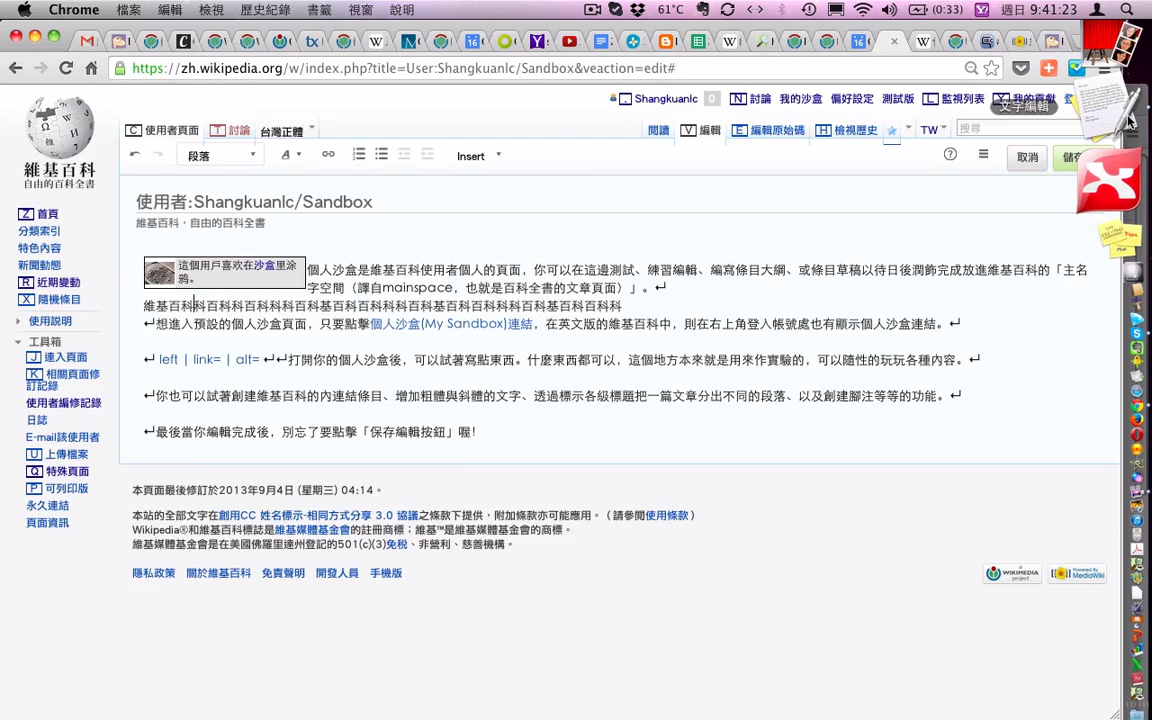 Chrome 檔案 編輯 檢視 歷史紀錄 書籤 視窗 說明 61°C (0:33) 週日 9:41:23
https://zh.wikipedia.org/w/index.php?title=User:Shangkuanlc/Sandbox&veaction=edit#
Shangkuanlc 0 N 討論 我的沙盒 偏好設定 測試版 L 監視列表 Y 我的貢獻
文字編輯
C 使用者頁面 T 討論 台灣正體 閱讀 V 編輯 E 編輯原始碼 H 檢視歷史 TW 搜尋
段落 A Insert 取消
維基百科
自由的百科全書
Z 首頁
分類索引
特色內容
新聞動態
R 近期變動
X 隨機條目
使用說明
工具箱
J 連入頁面
K 相關頁面修
訂記錄
使用者編修記錄
日誌
E-mail該使用者
U 上傳檔案
Q 特殊頁面
P 可列印版
永久連結
頁面資訊
使用者:Shangkuanlc/Sandbox
維基百科，自由的百科全書
這個用戶喜欢在沙盒里涂
鸦。
個人沙盒是維基百科使用者個人的頁面，你可以在這邊測試、練習編輯、編寫條目大綱、或條目草稿以待日後潤飾完成放進維基百科的「主名
字空間（譯自mainspace，也就是百科全書的文章頁面）」。↵
維基百科科百科科百科科科科基百科百科科科科基百科百科科科科科基百科百科科科
↵想進入預設的個人沙盒頁面，只要點擊個人沙盒(My Sandbox)連結，在英文版的維基百科中，則在右上角登入帳號處也有顯示個人沙盒連結。↵
↵ left | link= | alt= ↵↵打開你的個人沙盒後，可以試著寫點東西。什麼東西都可以，這個地方本來就是用來作實驗的，可以隨性的玩玩各種內容。↵
↵你也可以試著創建維基百科的內連結條目、增加粗體與斜體的文字、透過標示各級標題把一篇文章分出不同的段落、以及創建腳注等等的功能。↵
↵最後當你編輯完成後，別忘了要點擊「保存編輯按鈕」喔！
本頁面最後修訂於2013年9月4日 (星期三) 04:14。
本站的全部文字在創用CC 姓名標示-相同方式分享 3.0 協議之條款下提供，附加條款亦可能應用。（請參閱使用條款）
Wikipedia®和維基百科標誌是維基媒體基金會的註冊商標；維基™是維基媒體基金會的商標。
維基媒體基金會是在美國佛羅里達州登記的501(c)(3)免稅、非營利、慈善機構。
隱私政策 關於維基百科 免責聲明 開發人員 手機版
WIKIMEDIA
project
Powered By
MediaWiki